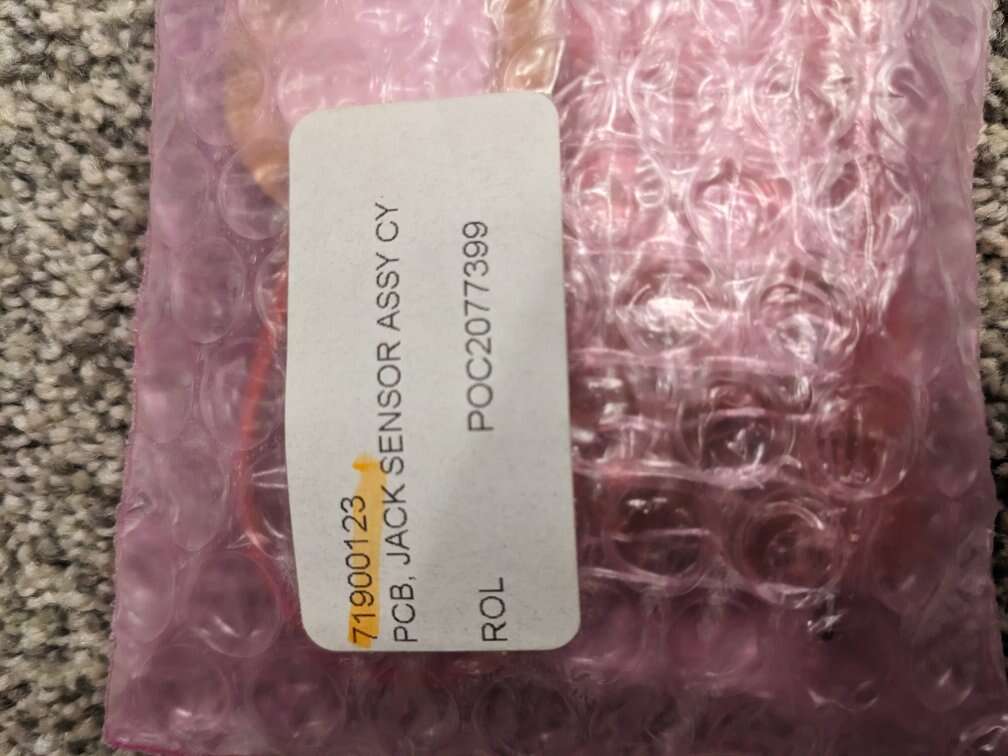 71900123
PCB, JACK SENSOR ASSY CY
ROL POC2077399